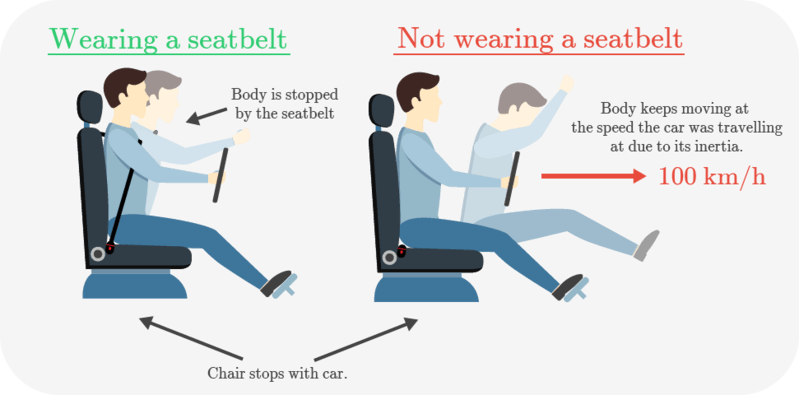 Wearing a seatbelt
Not wearing a seatbelt
Body is stopped
by the seatbelt
Body keeps moving at
the speed the car was travelling
at due to its inertia.
100 km/h
Chair stops with car.